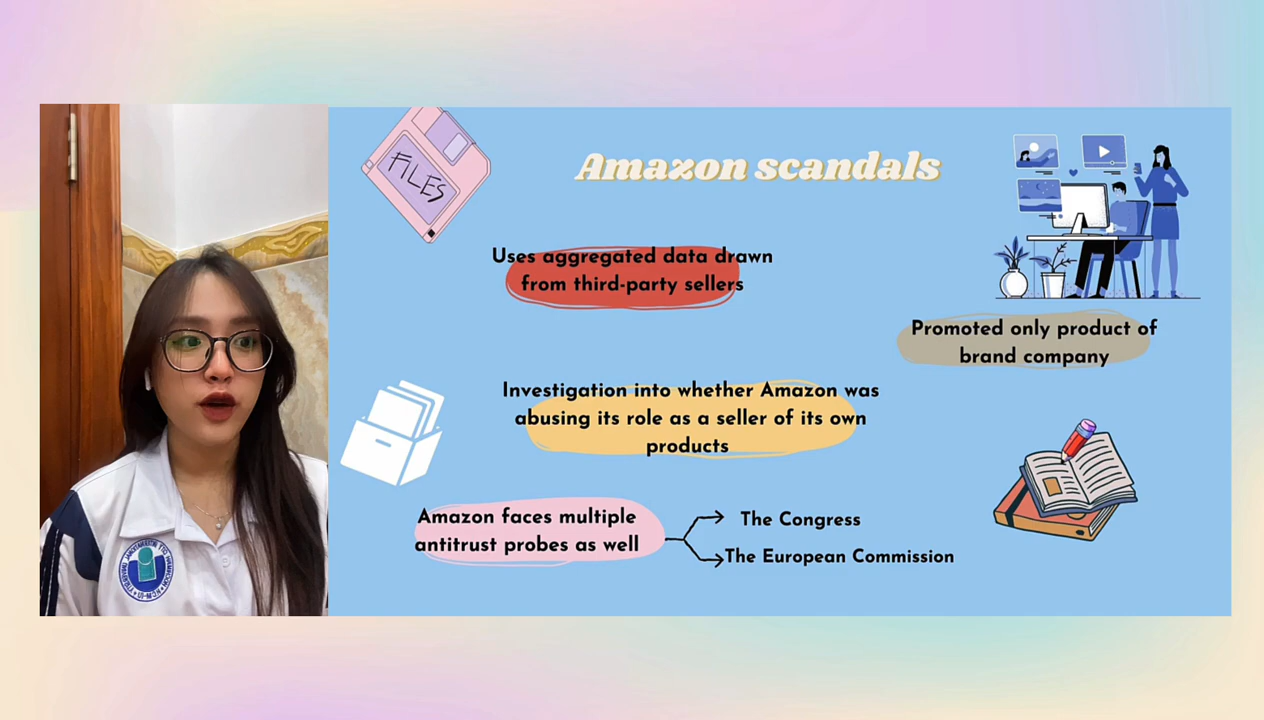 FILES
Amazon scandals
Uses aggregated data drawn
from third-party sellers
Promoted only product of
brand company
Investigation into whether Amazon was
abusing its role as a seller of its own
products
Amazon faces multiple
antitrust probes as well
The Congress
The European Commission